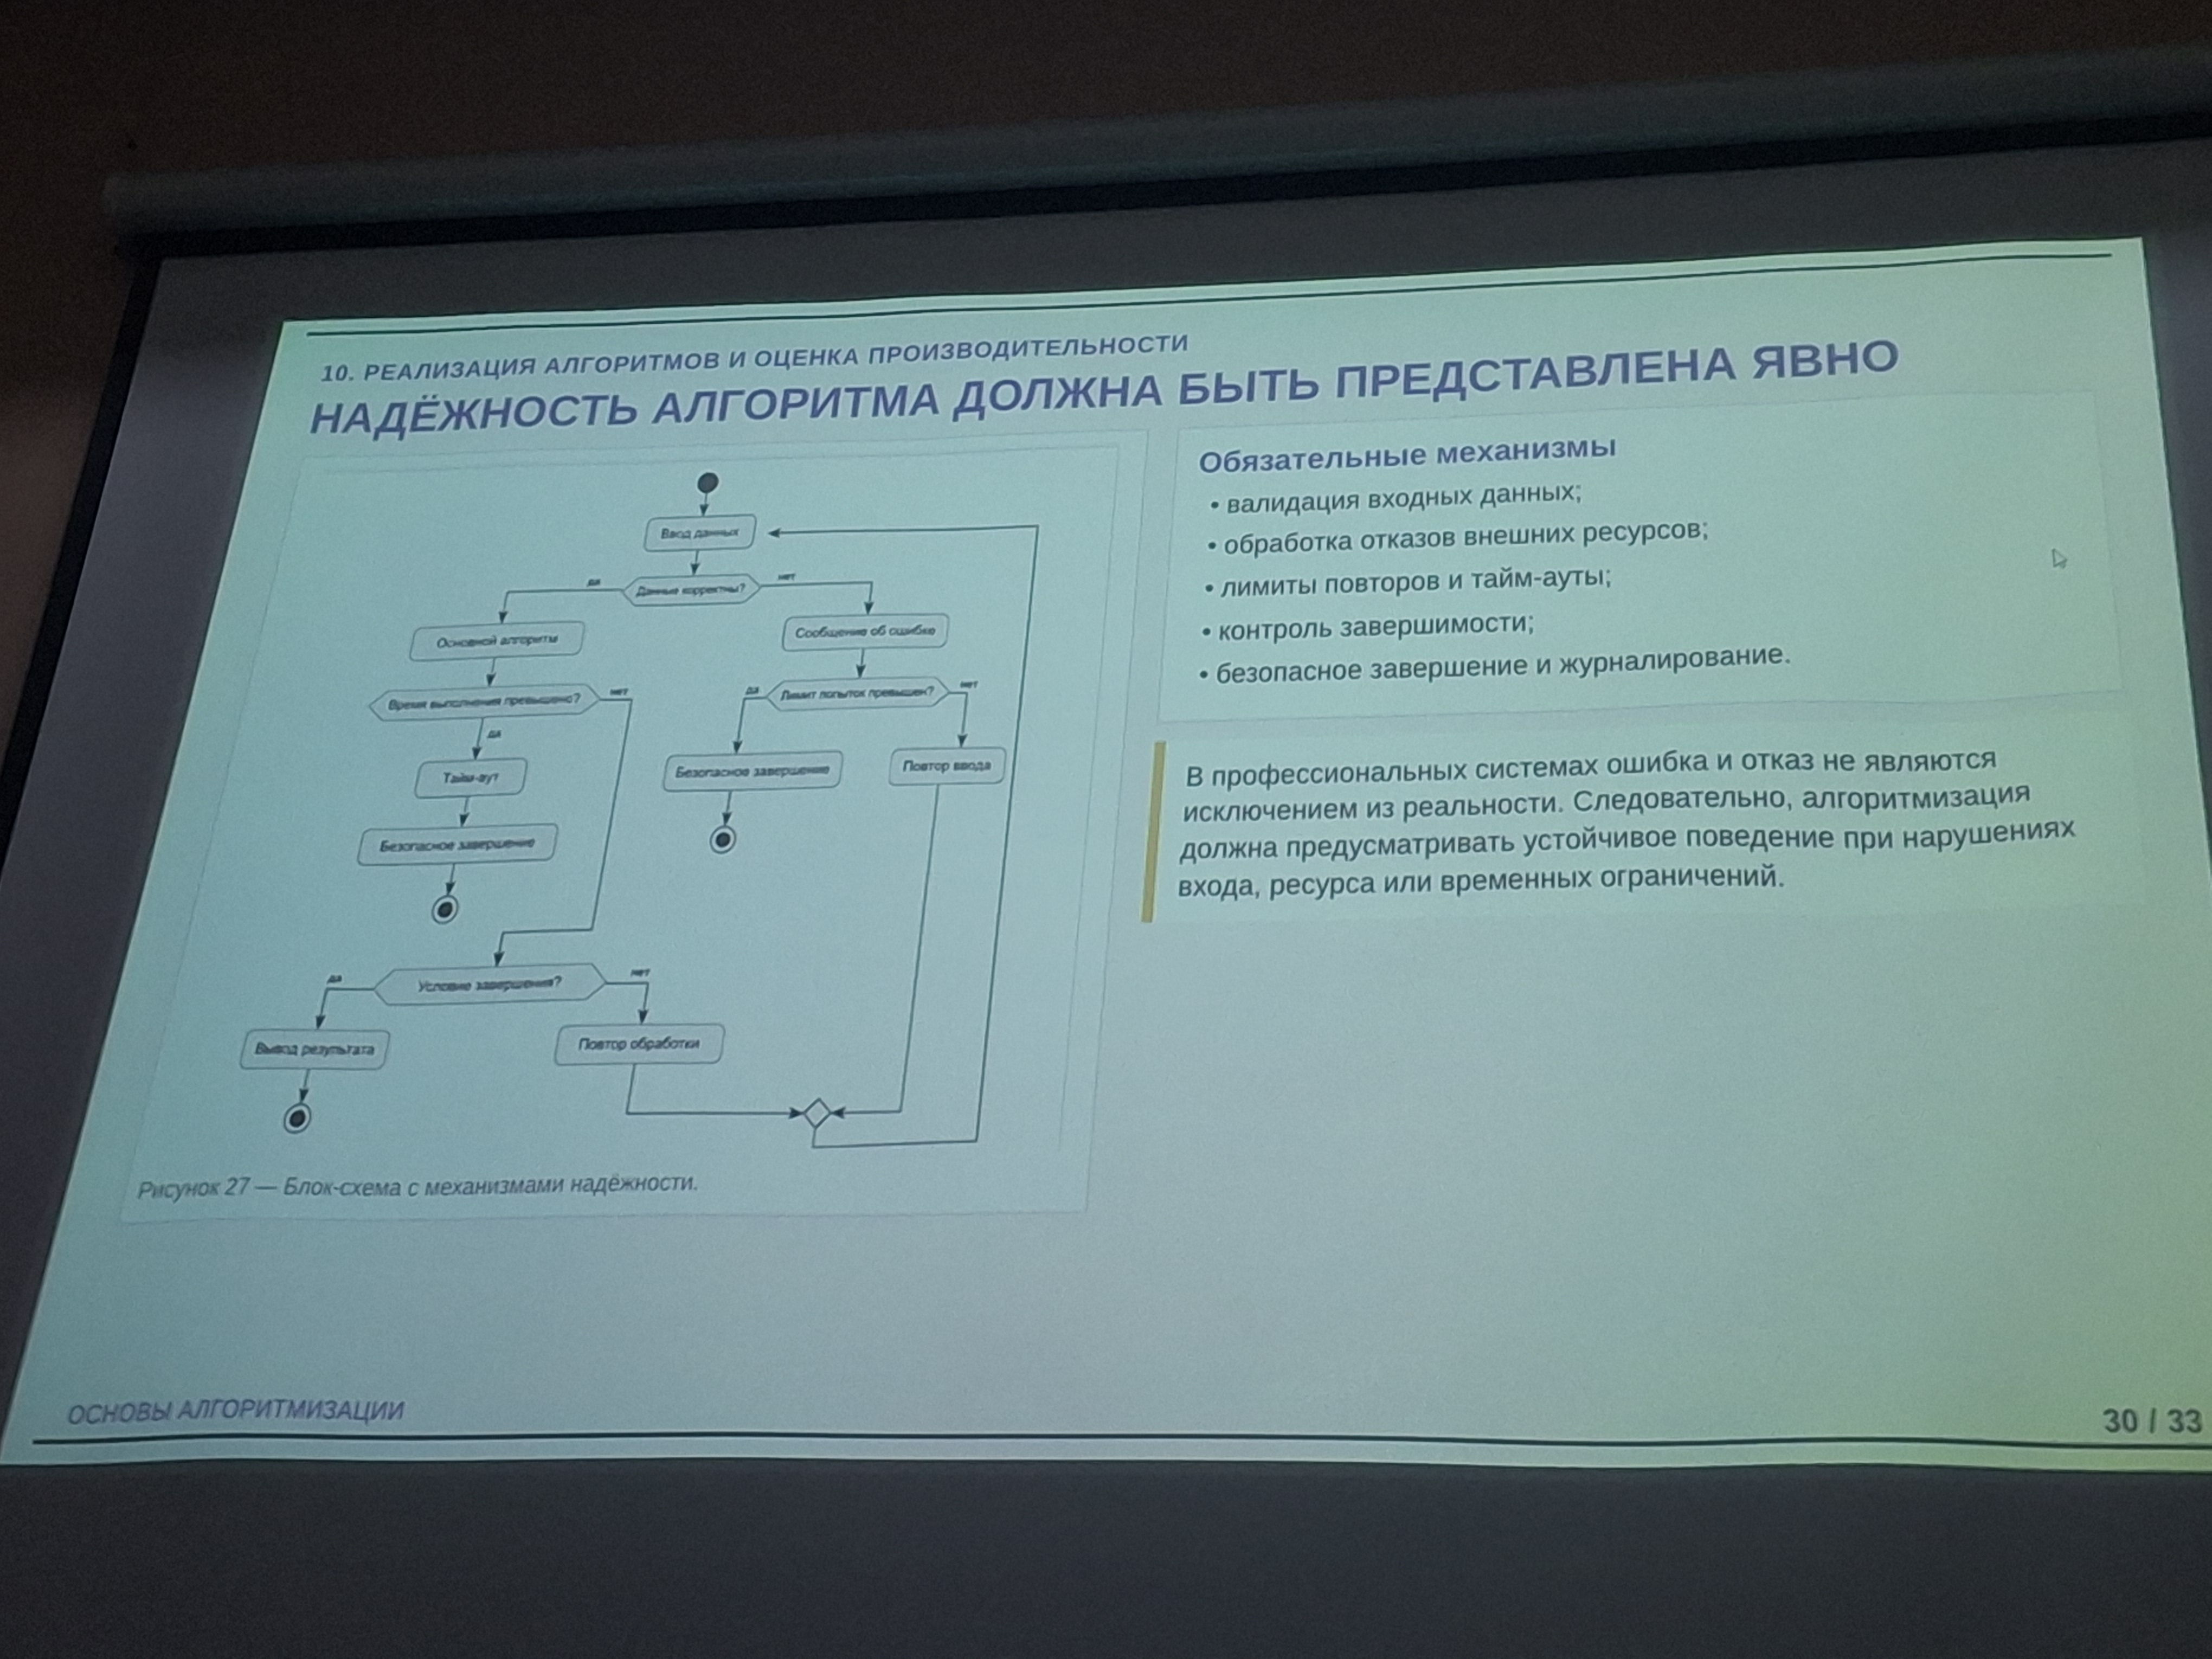 10. РЕАЛИЗАЦИЯ АЛГОРИТМОВ И ОЦЕНКА ПРОИЗВОДИТЕЛЬНОСТИ
НАДЁЖНОСТЬ АЛГОРИТМА ДОЛЖНА БЫТЬ ПРЕДСТАВЛЕНА ЯВНО
Ввод данных
да
Данные корректны?
нет
Основной алгоритм
Сообщение об ошибке
Время выполнения превышено?
нет
да
Лимит попыток превышен?
нет
да
Тайм-аут
Безопасное завершение
Повтор ввода
Безопасное завершение
да
Условие завершения?
нет
Вывод результата
Повтор обработки
Рисунок 27 — Блок-схема с механизмами надёжности.
Обязательные механизмы
• валидация входных данных;
• обработка отказов внешних ресурсов;
• лимиты повторов и тайм-ауты;
• контроль завершимости;
• безопасное завершение и журналирование.
В профессиональных системах ошибка и отказ не являются
исключением из реальности. Следовательно, алгоритмизация
должна предусматривать устойчивое поведение при нарушениях
входа, ресурса или временных ограничений.
ОСНОВЫ АЛГОРИТМИЗАЦИИ
30 / 33